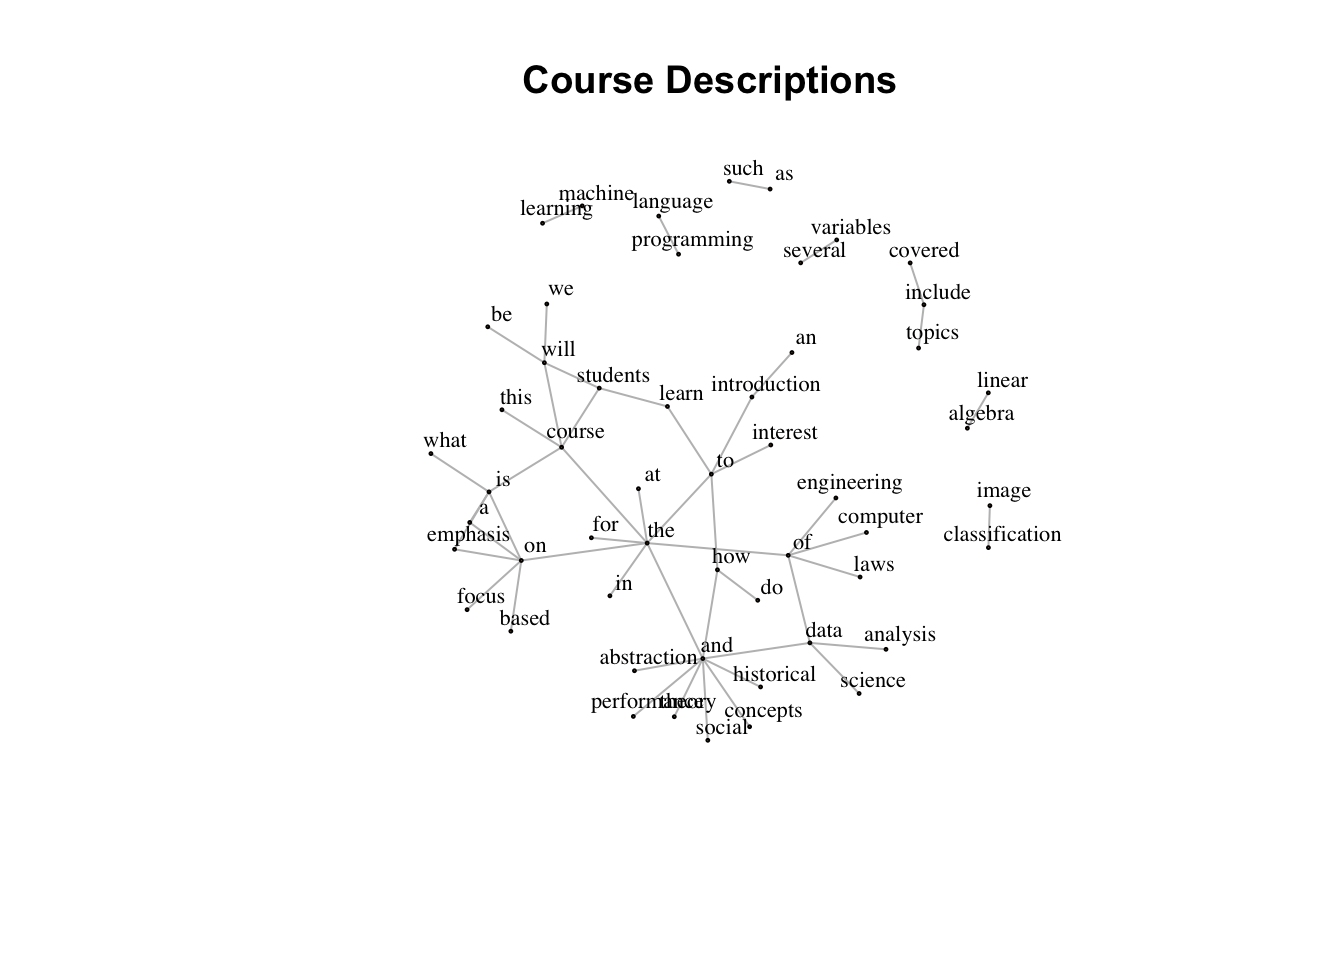 Course Descriptions
such
as
machine
learning
language
programming
variables
several
covered
include
topics
we
be
will
an
students
introduction
learn
this
linear
algebra
course
interest
what
to
is
at
engineering
image
a
computer
for
the
emphasis
on
of
classification
how
laws
in
do
focus
based
data
analysis
and
abstraction
historical
science
performance
theory
concepts
social